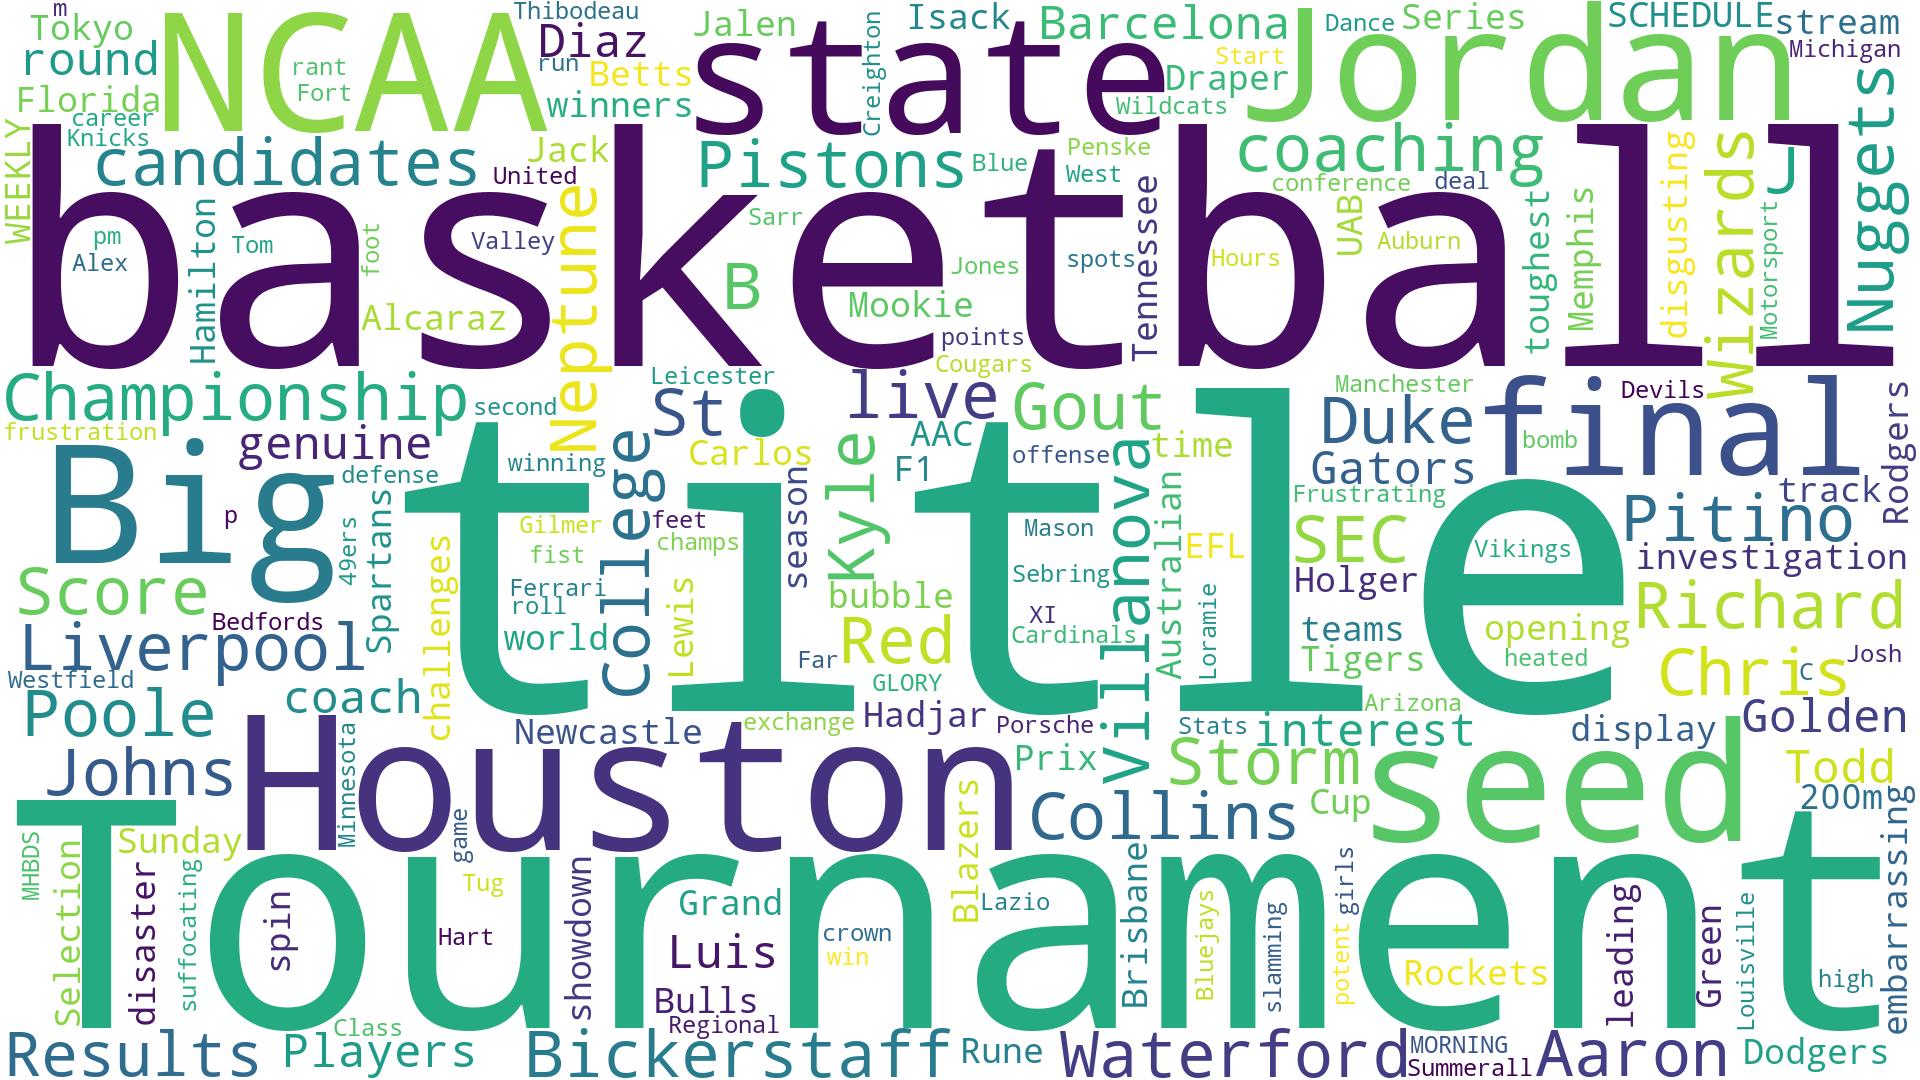 m
Tokyo
round
Florida
career
Knicks
WEEKLY
NCAA
rant
Fort
Thibodeau
Diaz
run
Betts
winners
Jalen
state
Creighton
Isack
Barcelona
Start
Draper
Wildcats
Dance
Series
Jordan
SCHEDULE
stream
Michigan
Nuggets
candidates
Jack
United
Pistons
Blue
Penske
West
coaching
conference
deal
J
basketball
pm
Alex
Hamilton
Tom
foot
Valley
Alcaraz
Neptune
Sarr
B
Mookie
Jones
points
Cougars
spots
Tennessee
Hours
UAB
Auburn
toughest
Memphis
disgusting
Wizards
Motorsport
Championship
frustration
genuine
second
Leicester
St
live
Gout
Manchester
Duke
final
Devils
Rodgers
Big
p
defense
49ers
Spartans
winning
college
Carlos
season
Kyle
AAC
F1
offense
time
Villanova
Australian
EFL
Gators
Frustrating
SEC
bomb
track
Pitino
investigation
title
Gilmer
fist
feet
champs
Mason
Vikings
Score
Bedfords
challenges
Ferrari
roll
world
Lewis
bubble
Sebring
XI
Cardinals
Loramie
Holger
teams
Tigers
opening
heated
Richard
Liverpool
Westfield
Poole
coach
Far
Red
GLORY
Arizona
Chris
C
Josh
Johns
Minnesota
Newcastle
exchange
Hadjar
Porsche
Prix
Stats
interest
display
Golden
Houston
Storm
seed
Todd
200m
embarrassing
Collins
Cup
Tournament
MHBDS
Selection
Sunday
disaster
suffocating
spin
game
Tug
Hart
showdown
Grand
Luis
Bulls
Regional
crown
win
Blazers
Lazio
Brisbane
Bluejays
slamming
potent
girls
Rockets
leading
Green
Louisville
high
Results
Class
Players
Bickerstaff
Rune
Waterford
MORNING
Summerall
Aaron
Dodgers